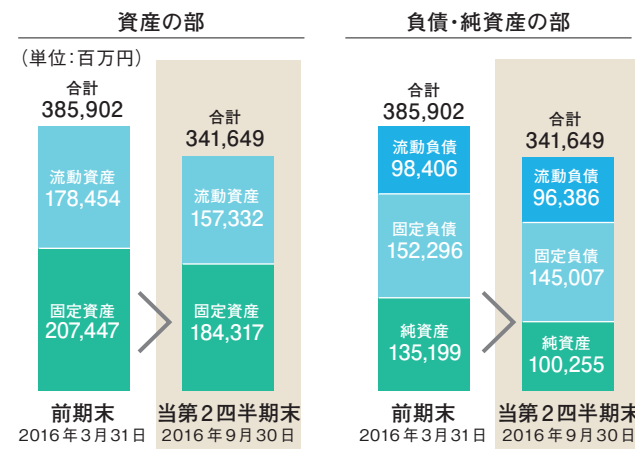 資産の部
(単位:百万円)
合計
385,902
流動資産
178,454
固定資産
207,447
前期末
2016年3月31日
合計
341,649
流動資産
157,332
固定資産
184,317
当第2四半期末
2016年9月30日
負債・純資産の部
合計
385,902
流動負債
98,406
固定負債
152,296
純資産
135,199
前期末
2016年3月31日
合計
341,649
流動負債
96,386
固定負債
145,007
純資産
100,255
当第2四半期末
2016年9月30日